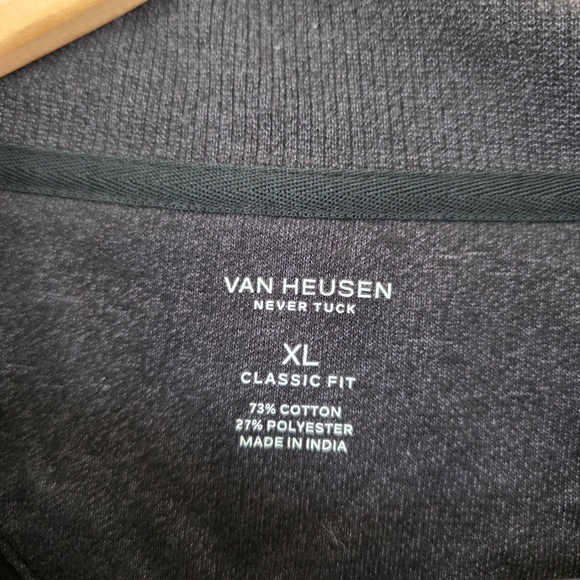 VAN HEUSEN
NEVER TUCK
XL
CLASSIC FIT
73% COTTON
27% POLYESTER
MADE IN INDIA